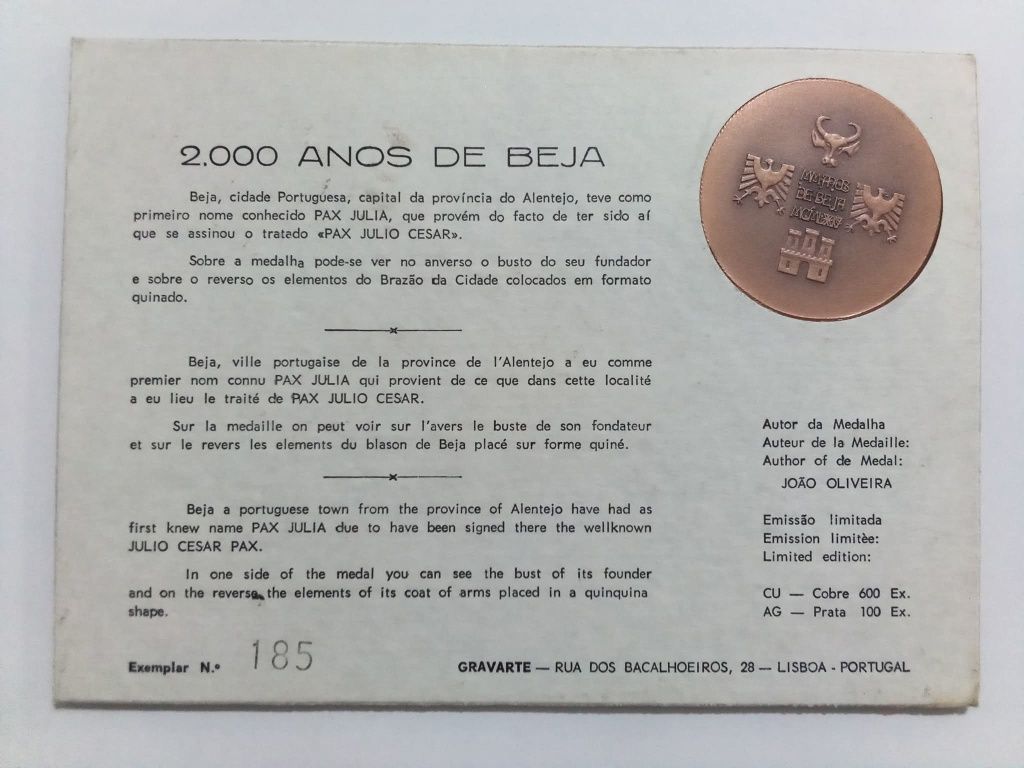 2.000 ANOS DE BEJA
Beja, cidade Portuguesa, capital da província do Alentejo, teve como
primeiro nome conhecido PAX JULIA, que provém do facto de ter sido aí
que se assinou o tratado «PAX JULIO CESAR».
Sobre a medalha pode-se ver no anverso o busto do seu fundador
e sobre o reverso os elementos do Brazão da Cidade colocados em formato
quinado.
Beja, ville portugaise de la province de l'Alentejo a eu comme
premier nom connu PAX JULIA qui provient de ce que dans cette localité
a eu lieu le traité de PAX JULIO CESAR.
Sur la medaille on peut voir sur l'avers le buste de son fondateur
et sur le revers les elements du blason de Beja placé sur forme quiné.
Beja a portuguese town from the province of Alentejo have had as
first knew name PAX JULIA due to have been signed there the wellknown
JULIO CESAR PAX.
In one side of the medal you can see the bust of its founder
and on the reverse the elements of its coat of arms placed in a quinquina
shape.
Exemplar N.º 185
DE BEJA
Autor da Medalha
Auteur de la Medaille:
Author of de Medal:
JOÃO OLIVEIRA
Emissão limitada
Emission limitèe:
Limited edition:
CU — Cobre 600 Ex.
AG — Prata 100 Ex.
GRAVARTE — RUA DOS BACALHOEIROS, 28 — LISBOA - PORTUGAL